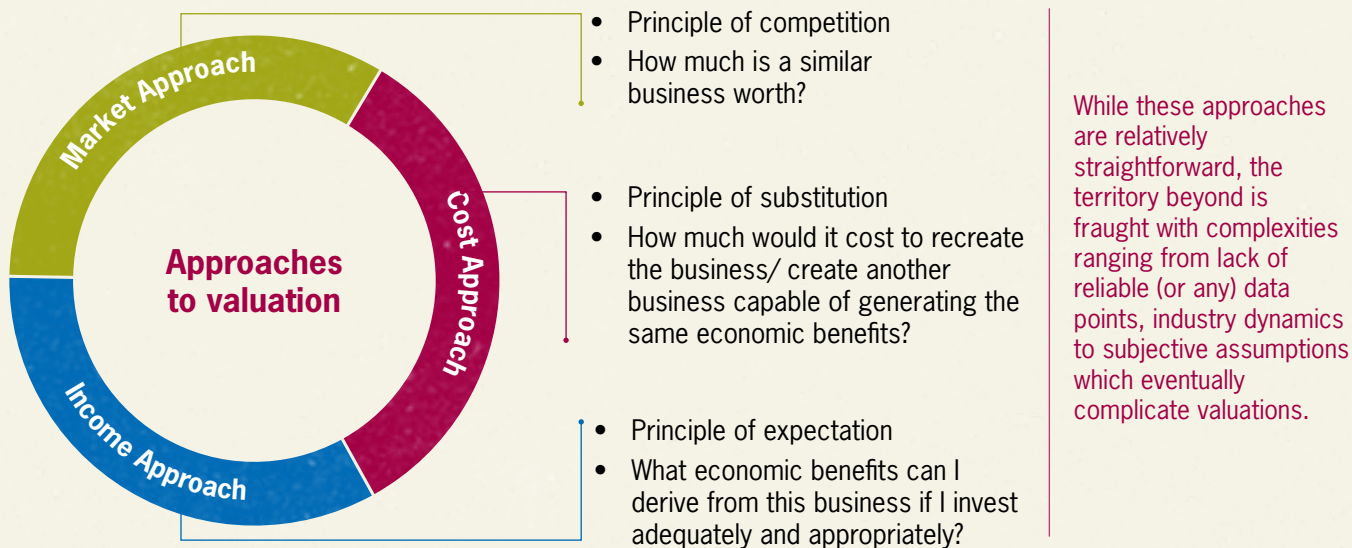 Market Approach
Cost Approach
Income Approach
Approaches
to valuation
• Principle of competition
• How much is a similar
business worth?
• Principle of substitution
• How much would it cost to recreate
the business/ create another
business capable of generating the
same economic benefits?
• Principle of expectation
• What economic benefits can I
derive from this business if I invest
adequately and appropriately?
While these approaches
are relatively
straightforward, the
territory beyond is
fraught with complexities
ranging from lack of
reliable (or any) data
points, industry dynamics
to subjective assumptions
which eventually
complicate valuations.